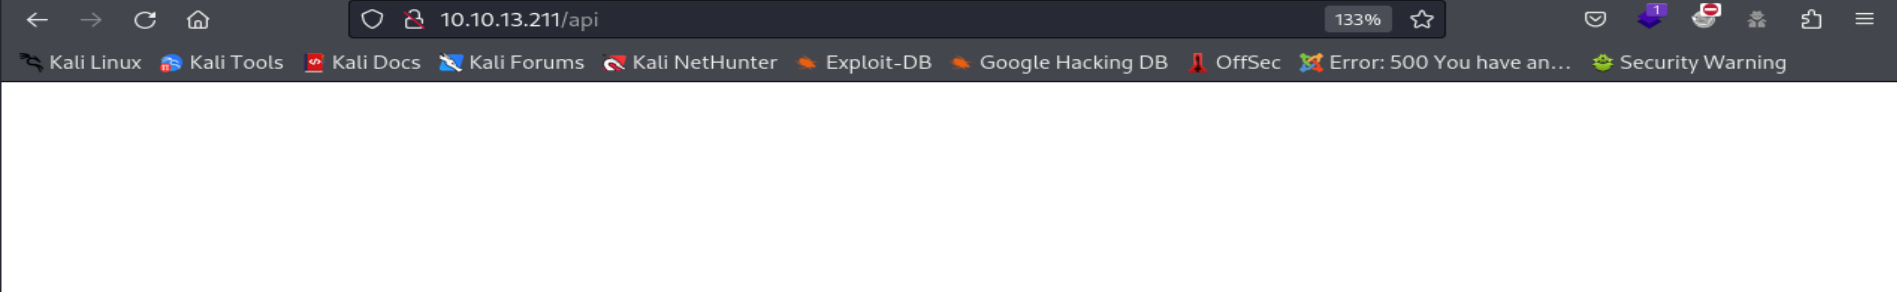 10.10.13.211/api 133% 1
Kali Linux Kali Tools Kali Docs Kali Forums Kali NetHunter Exploit-DB Google Hacking DB OffSec Error: 500 You have an... Security Warning